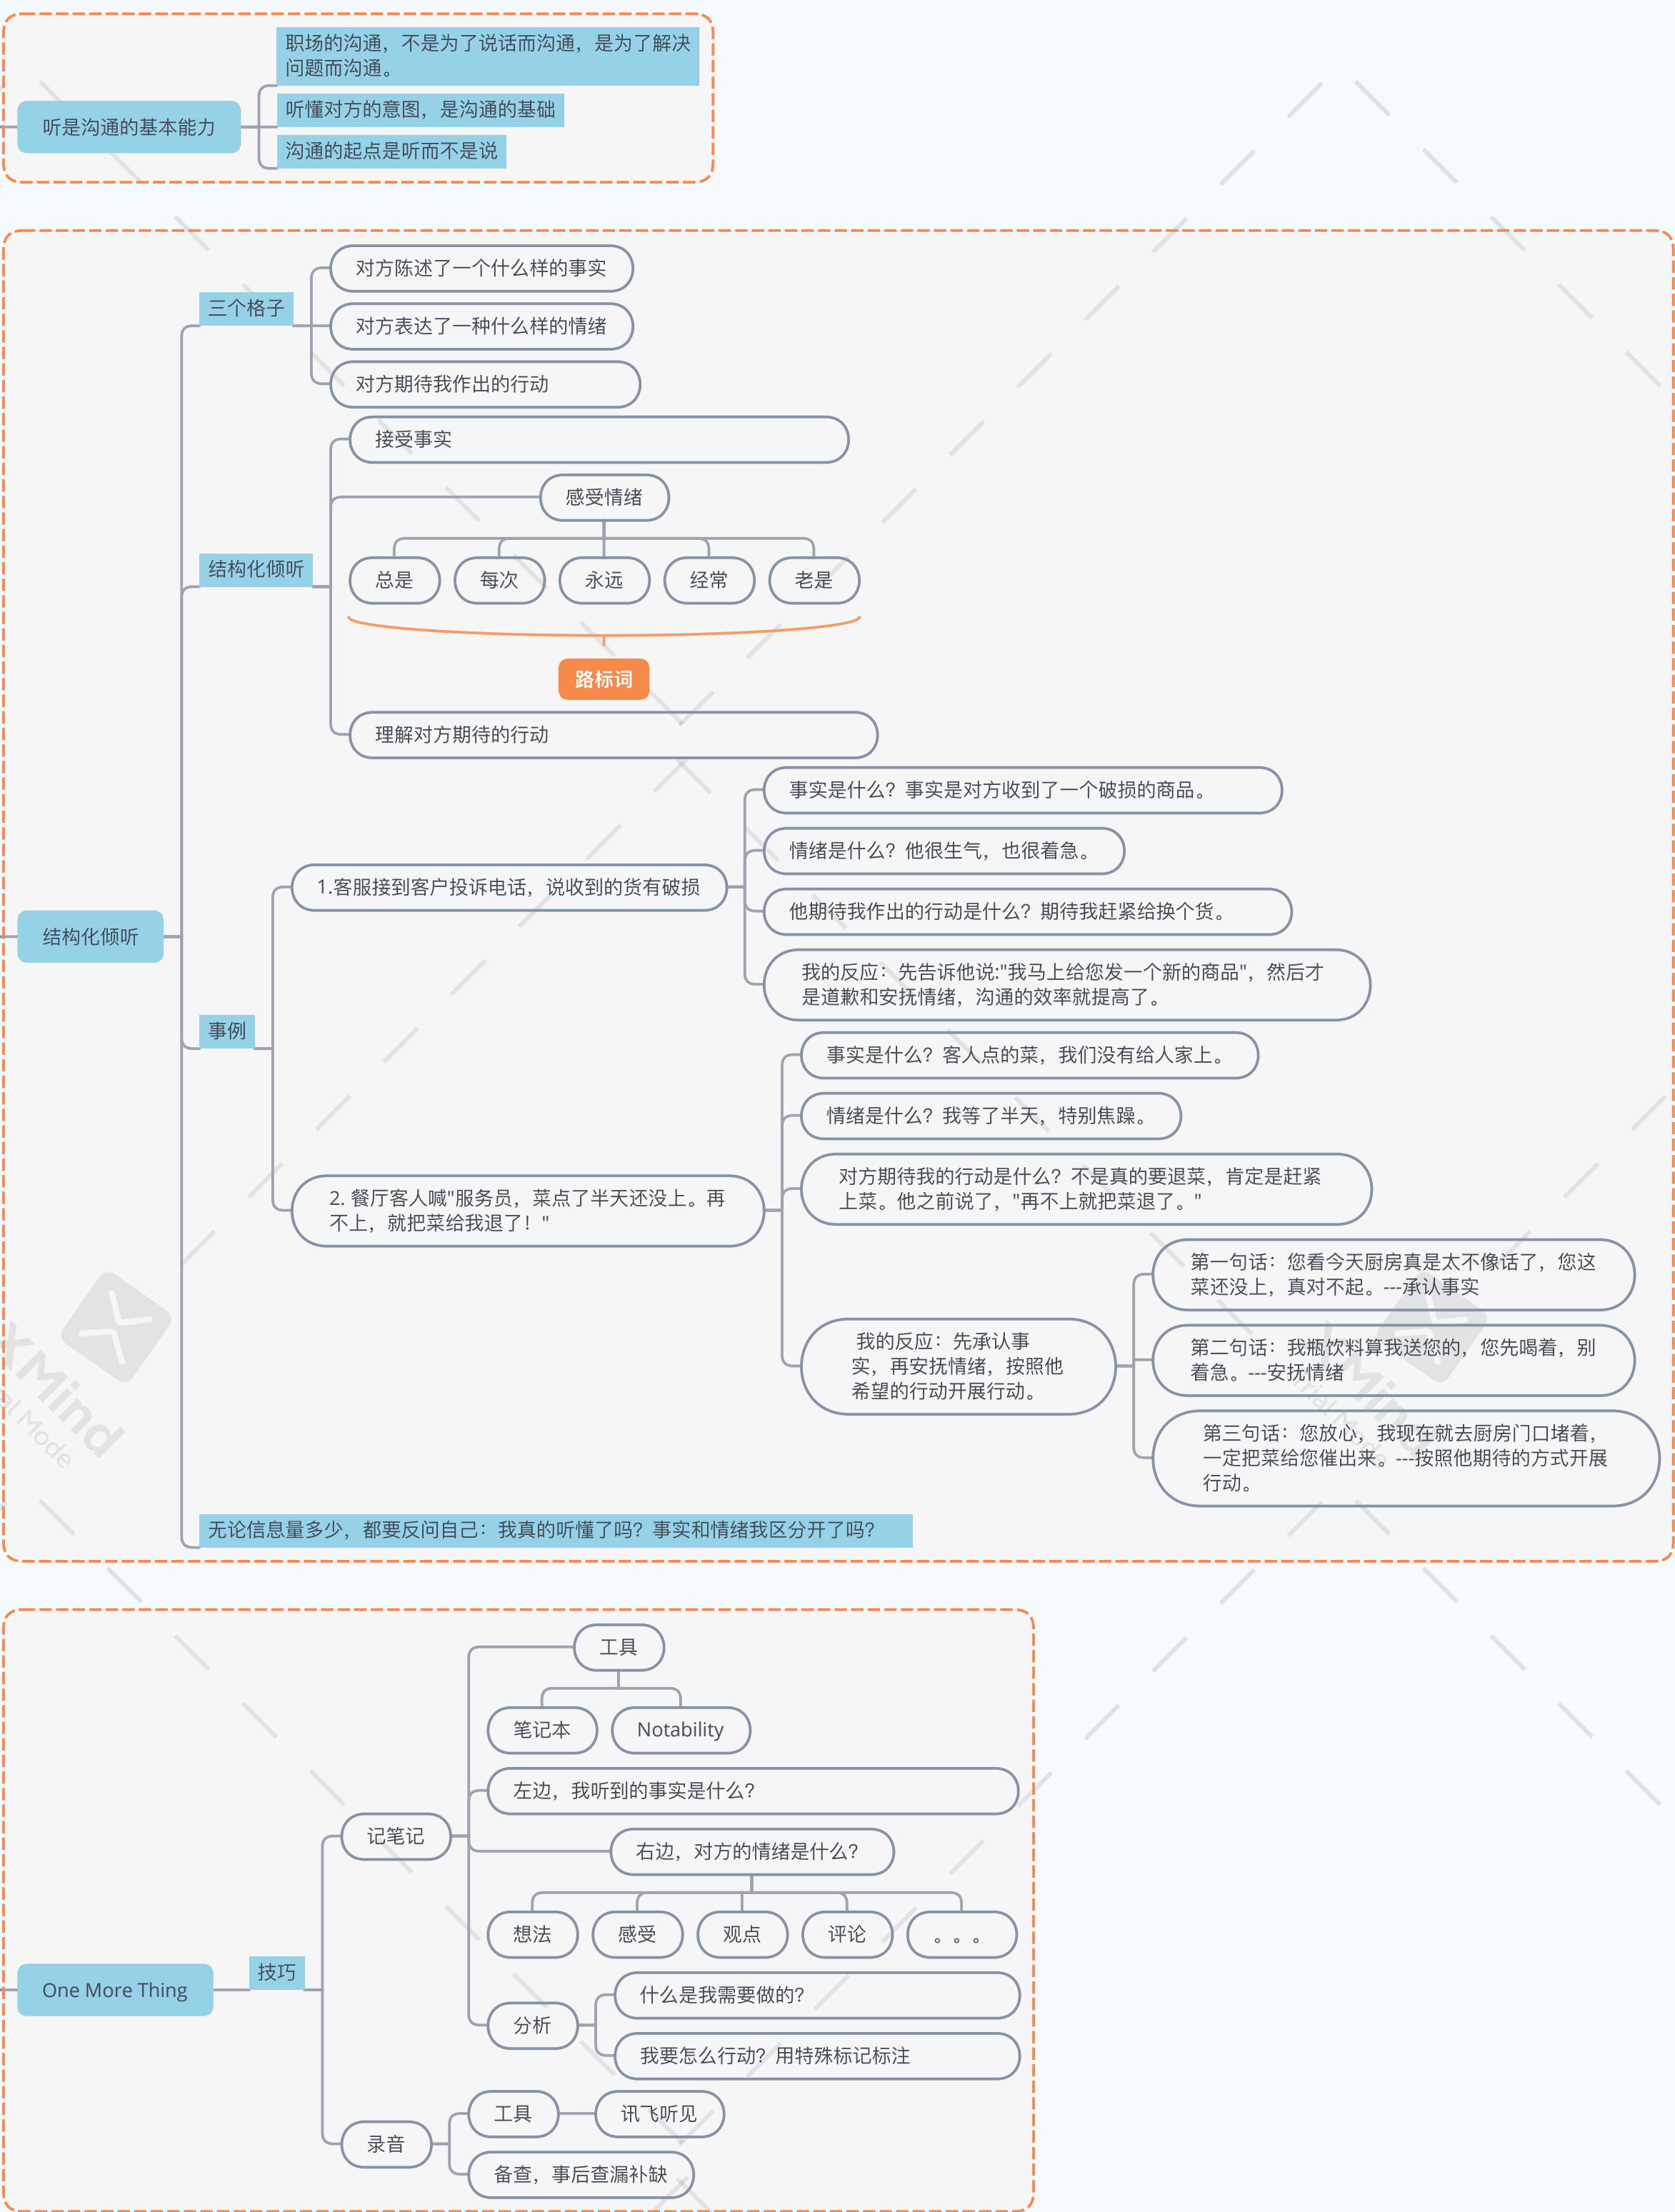 职场的沟通，不是为了说话而沟通，是为了解决
问题而沟通。
听是沟通的基本能力
听懂对方的意图，是沟通的基础
沟通的起点是听而不是说
对方陈述了一个什么样的事实
三个格子
对方表达了一种什么样的情绪
对方期待我作出的行动
接受事实
感受情绪
结构化倾听
总是
每次
永远
经常
老是
路标词
理解对方期待的行动
事实是什么？事实是对方收到了一个破损的商品。
情绪是什么？他很生气，也很着急。
1.客服接到客户投诉电话，说收到的货有破损
他期待我作出的行动是什么？期待我赶紧给换个货。
结构化倾听
我的反应：先告诉他说:"我马上给您发一个新的商品"，然后才
是道歉和安抚情绪，沟通的效率就提高了。
事例
事实是什么？客人点的菜，我们没有给人家上。
情绪是什么？我等了半天，特别焦躁。
对方期待我的行动是什么？不是真的要退菜，肯定是赶紧
上菜。他之前说了，"再不上就把菜退了。"
2. 餐厅客人喊"服务员，菜点了半天还没上。再
不上，就把菜给我退了！"
第一句话：您看今天厨房真是太不像话了，您这
菜还没上，真对不起。---承认事实
我的反应：先承认事
实，再安抚情绪，按照他
希望的行动开展行动。
第二句话：我瓶饮料算我送您的，您先喝着，别
着急。---安抚情绪
第三句话：您放心，我现在就去厨房门口堵着，
一定把菜给您催出来。---按照他期待的方式开展
行动。
无论信息量多少，都要反问自己：我真的听懂了吗？事实和情绪我区分开了吗？
工具
笔记本
Notability
左边，我听到的事实是什么？
记笔记
右边，对方的情绪是什么？
想法
感受
观点
评论
。。。
One More Thing
技巧
什么是我需要做的？
分析
我要怎么行动？用特殊标记标注
工具
讯飞听见
录音
备查，事后查漏补缺
XMind
Trial Mode
XMind
Trial Mode